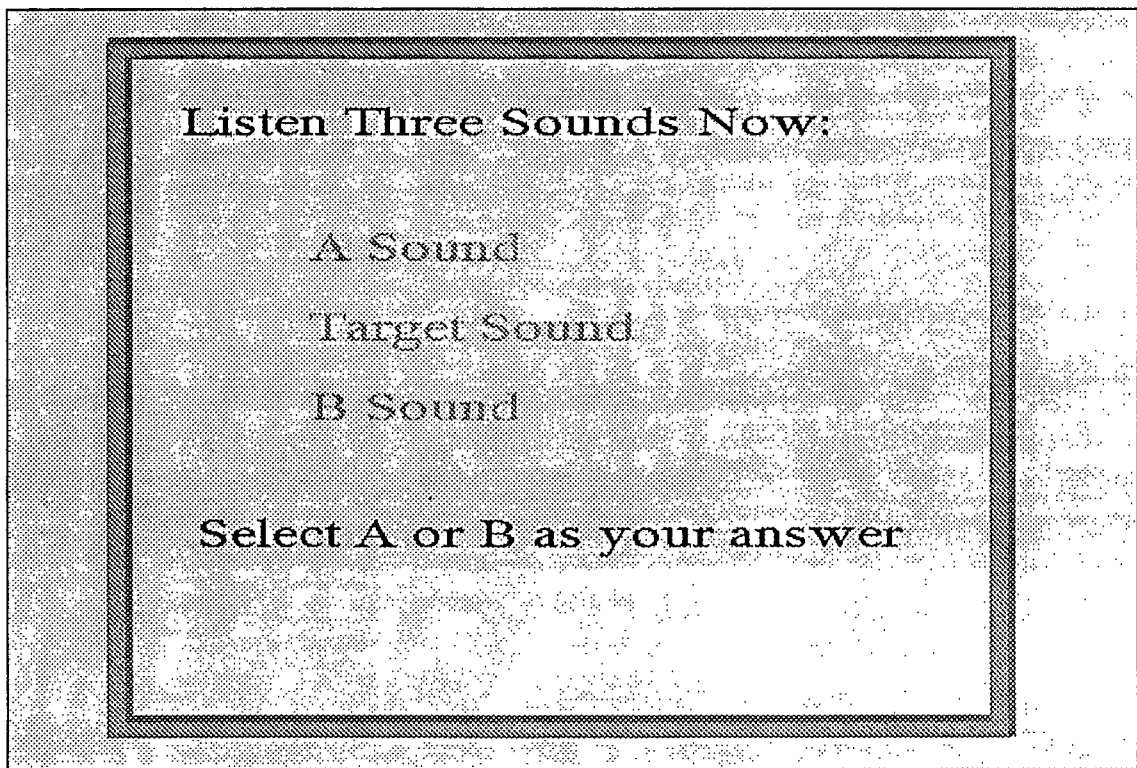 Listen Three Sounds Now:
A Sound
Target Sound
B Sound
Select A or B as your answer